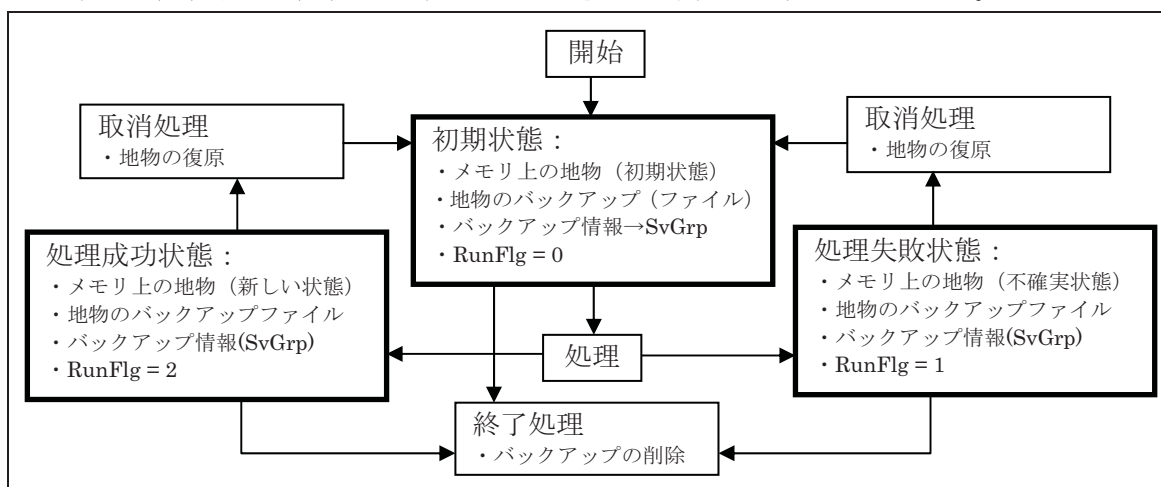 開始
取消処理
・地物の復原
初期状態：
・メモリ上の地物（初期状態）
・地物のバックアップ（ファイル）
・バックアップ情報→SvGrp
・RunFlg = 0
取消処理
・地物の復原
処理成功状態：
・メモリ上の地物（新しい状態）
・地物のバックアップファイル
・バックアップ情報(SvGrp)
・RunFlg = 2
処理
処理失敗状態：
・メモリ上の地物（不確実状態）
・地物のバックアップファイル
・バックアップ情報(SvGrp)
・RunFlg = 1
終了処理
・バックアップの削除